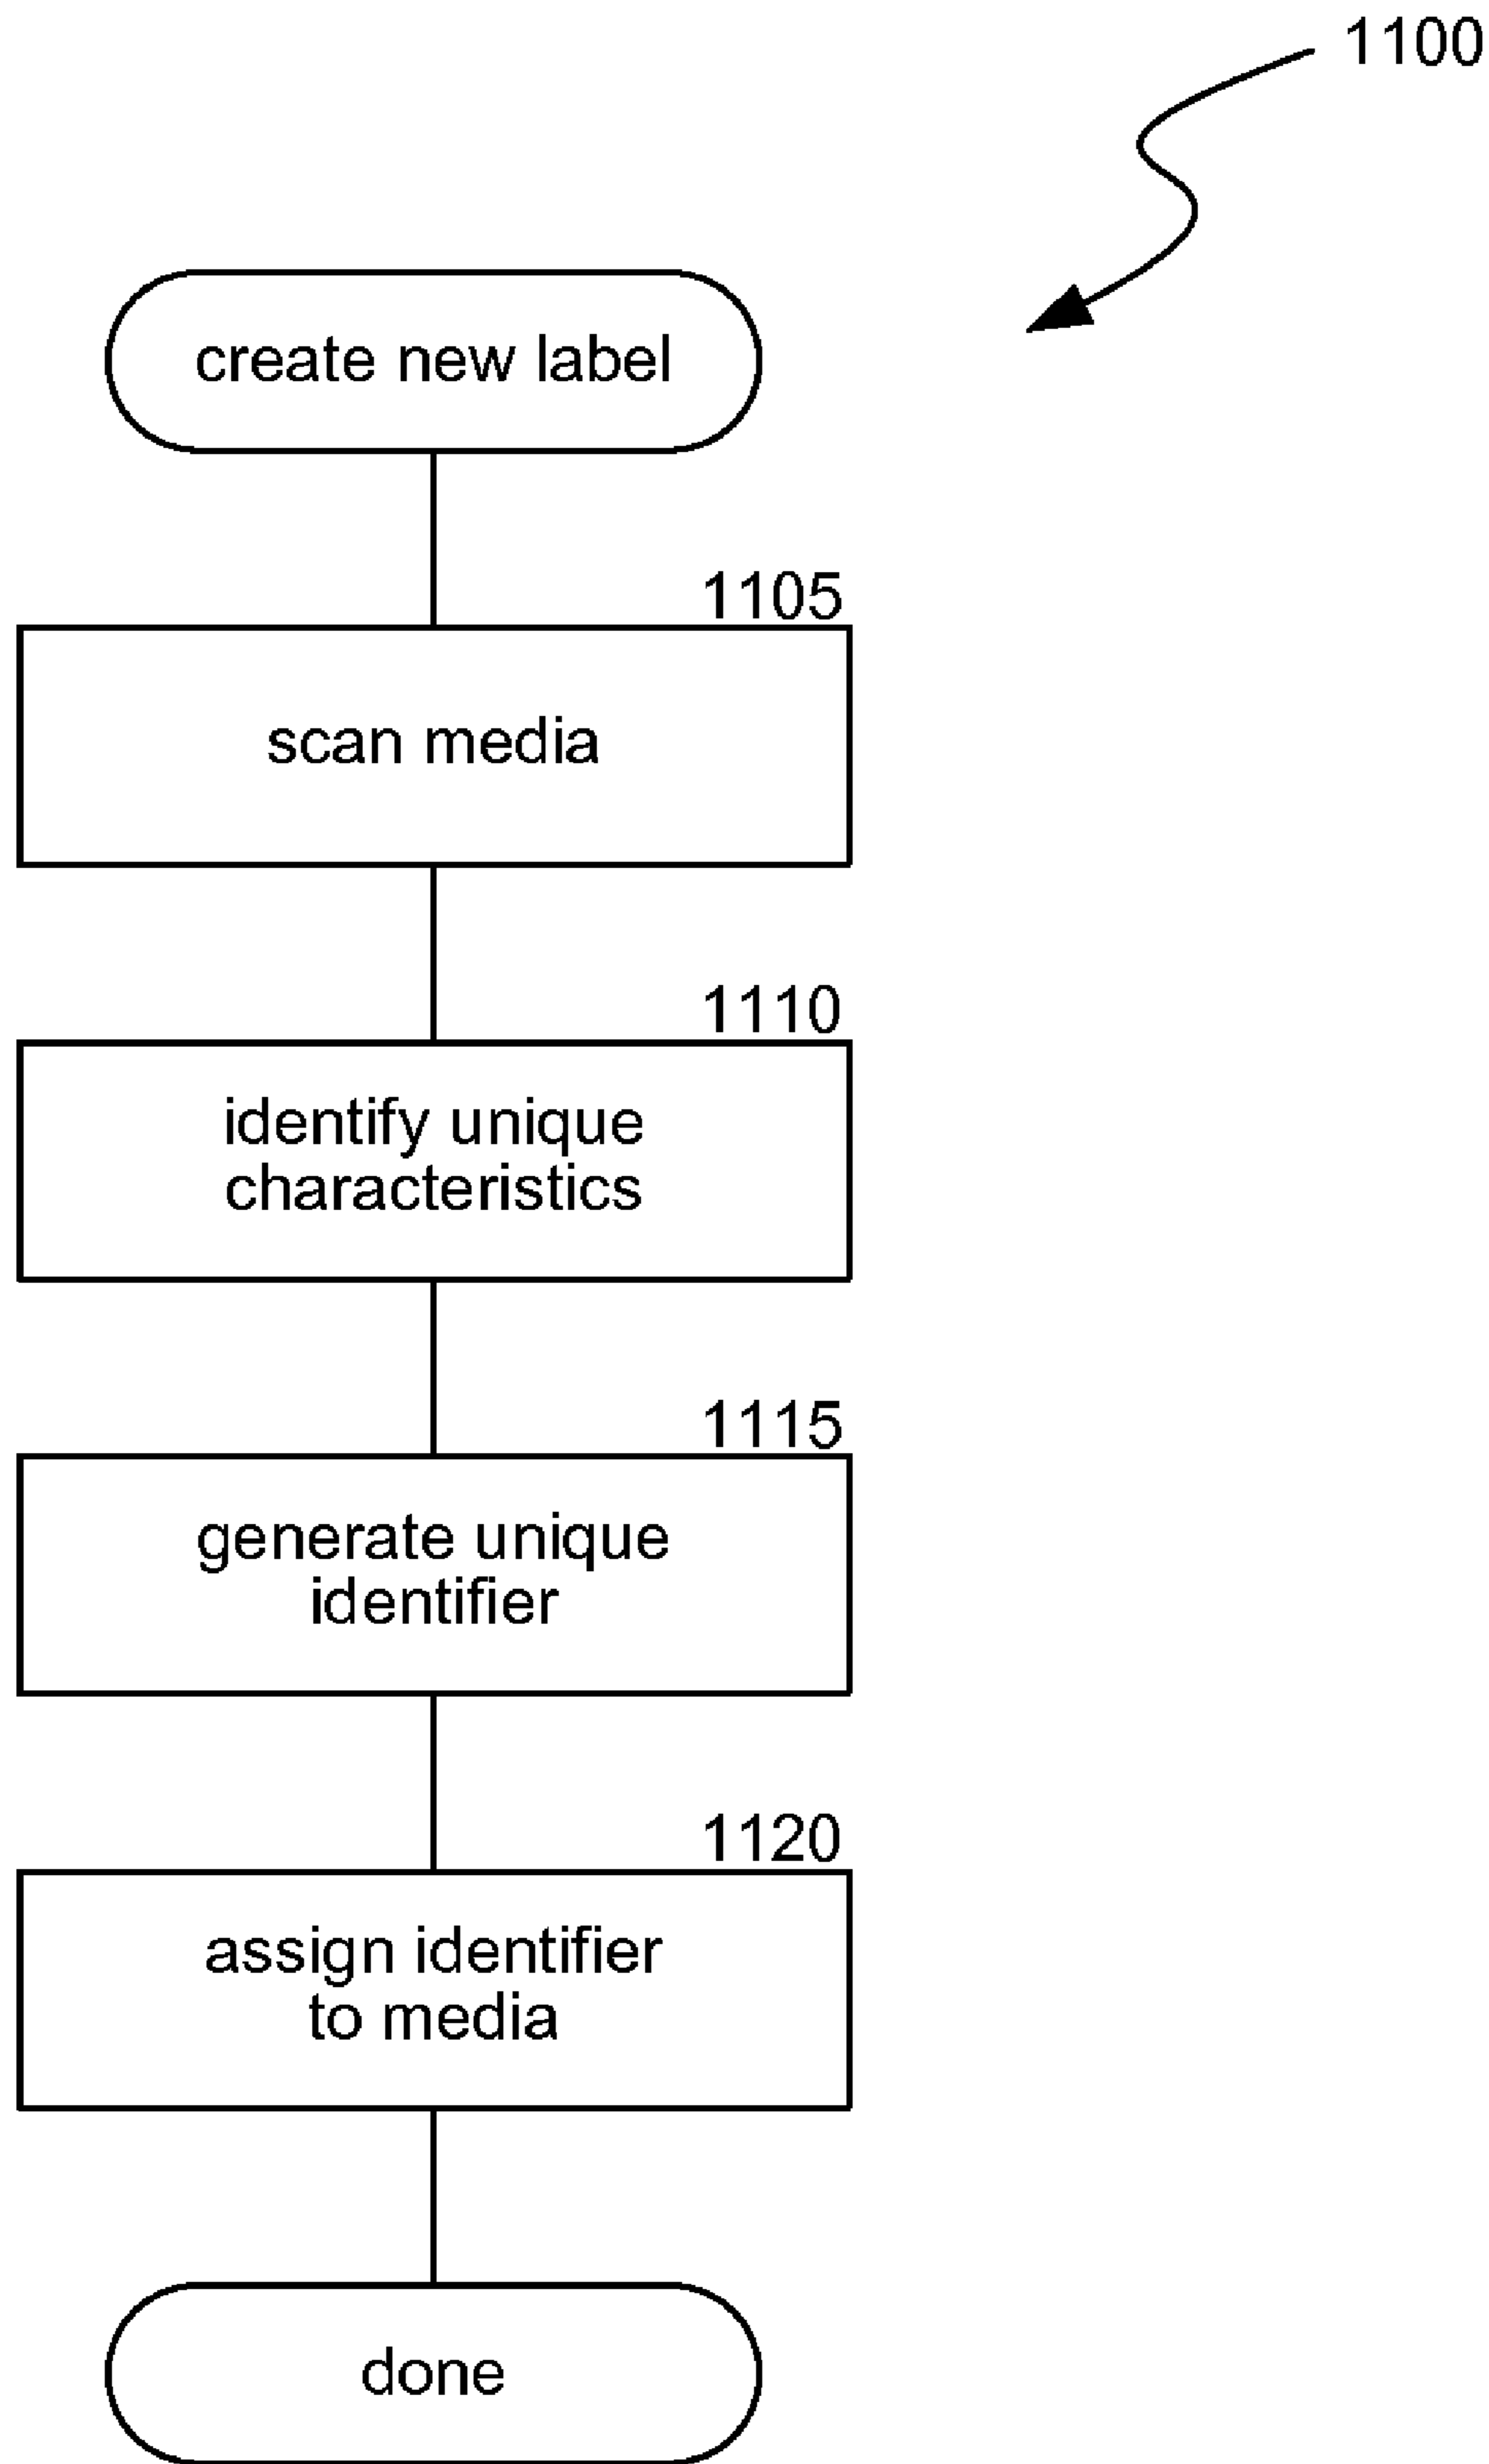 1100
create new label
1105
scan media
1110
identify unique
characteristics
1115
generate unique
identifier
1120
assign identifier
to media
done